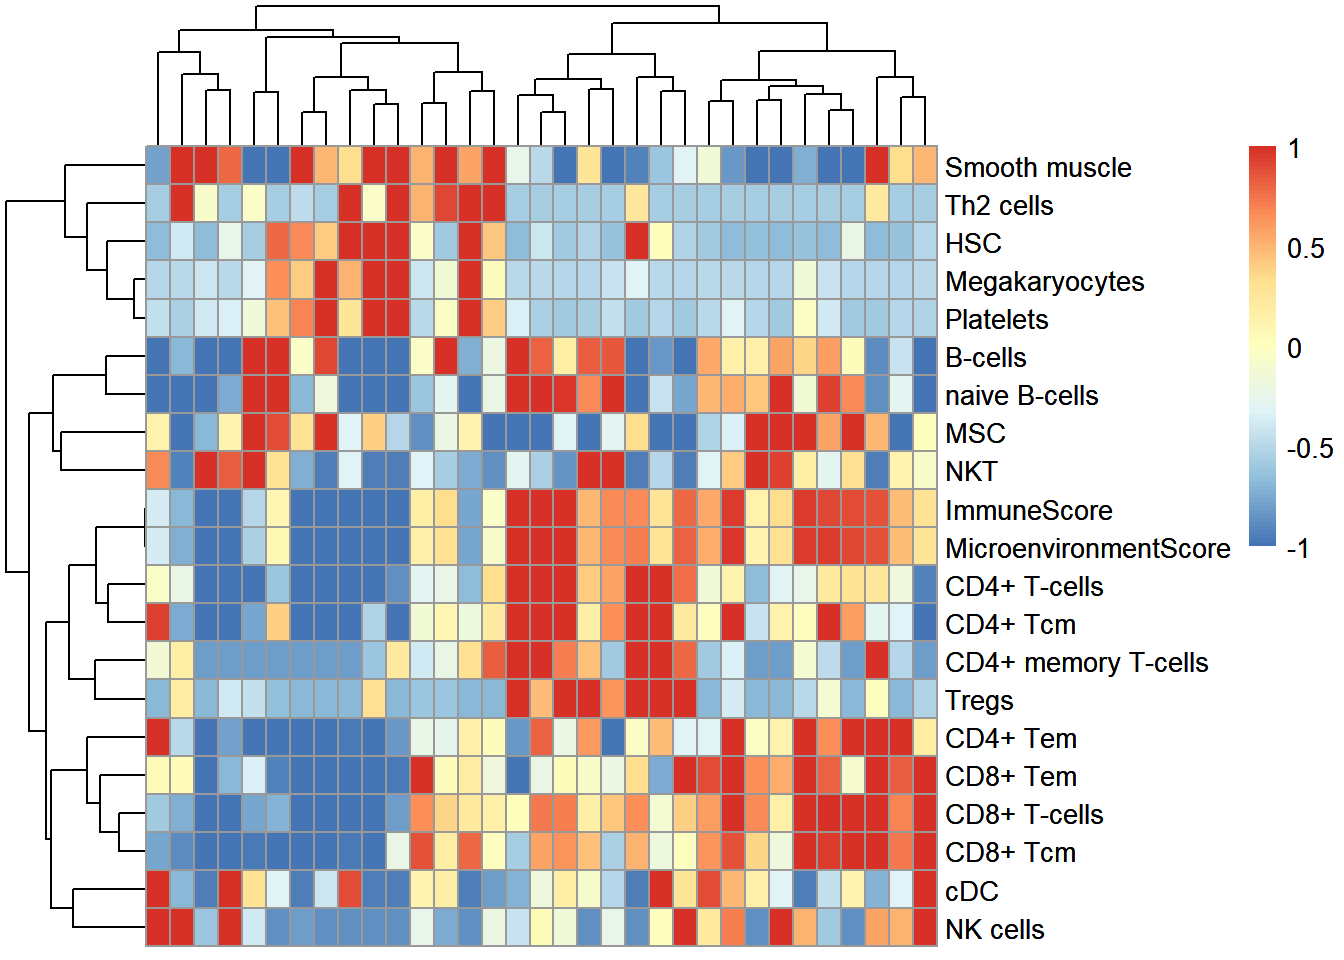 Smooth muscle
Th2 cells
HSC
Megakaryocytes
Platelets
B-cells
naive B-cells
MSC
NKT
ImmuneScore
MicroenvironmentScore
CD4+ T-cells
CD4+ Tcm
CD4+ memory T-cells
Tregs
CD4+ Tem
CD8+ Tem
CD8+ T-cells
CD8+ Tcm
cDC
NK cells
1
0.5
0
-0.5
-1